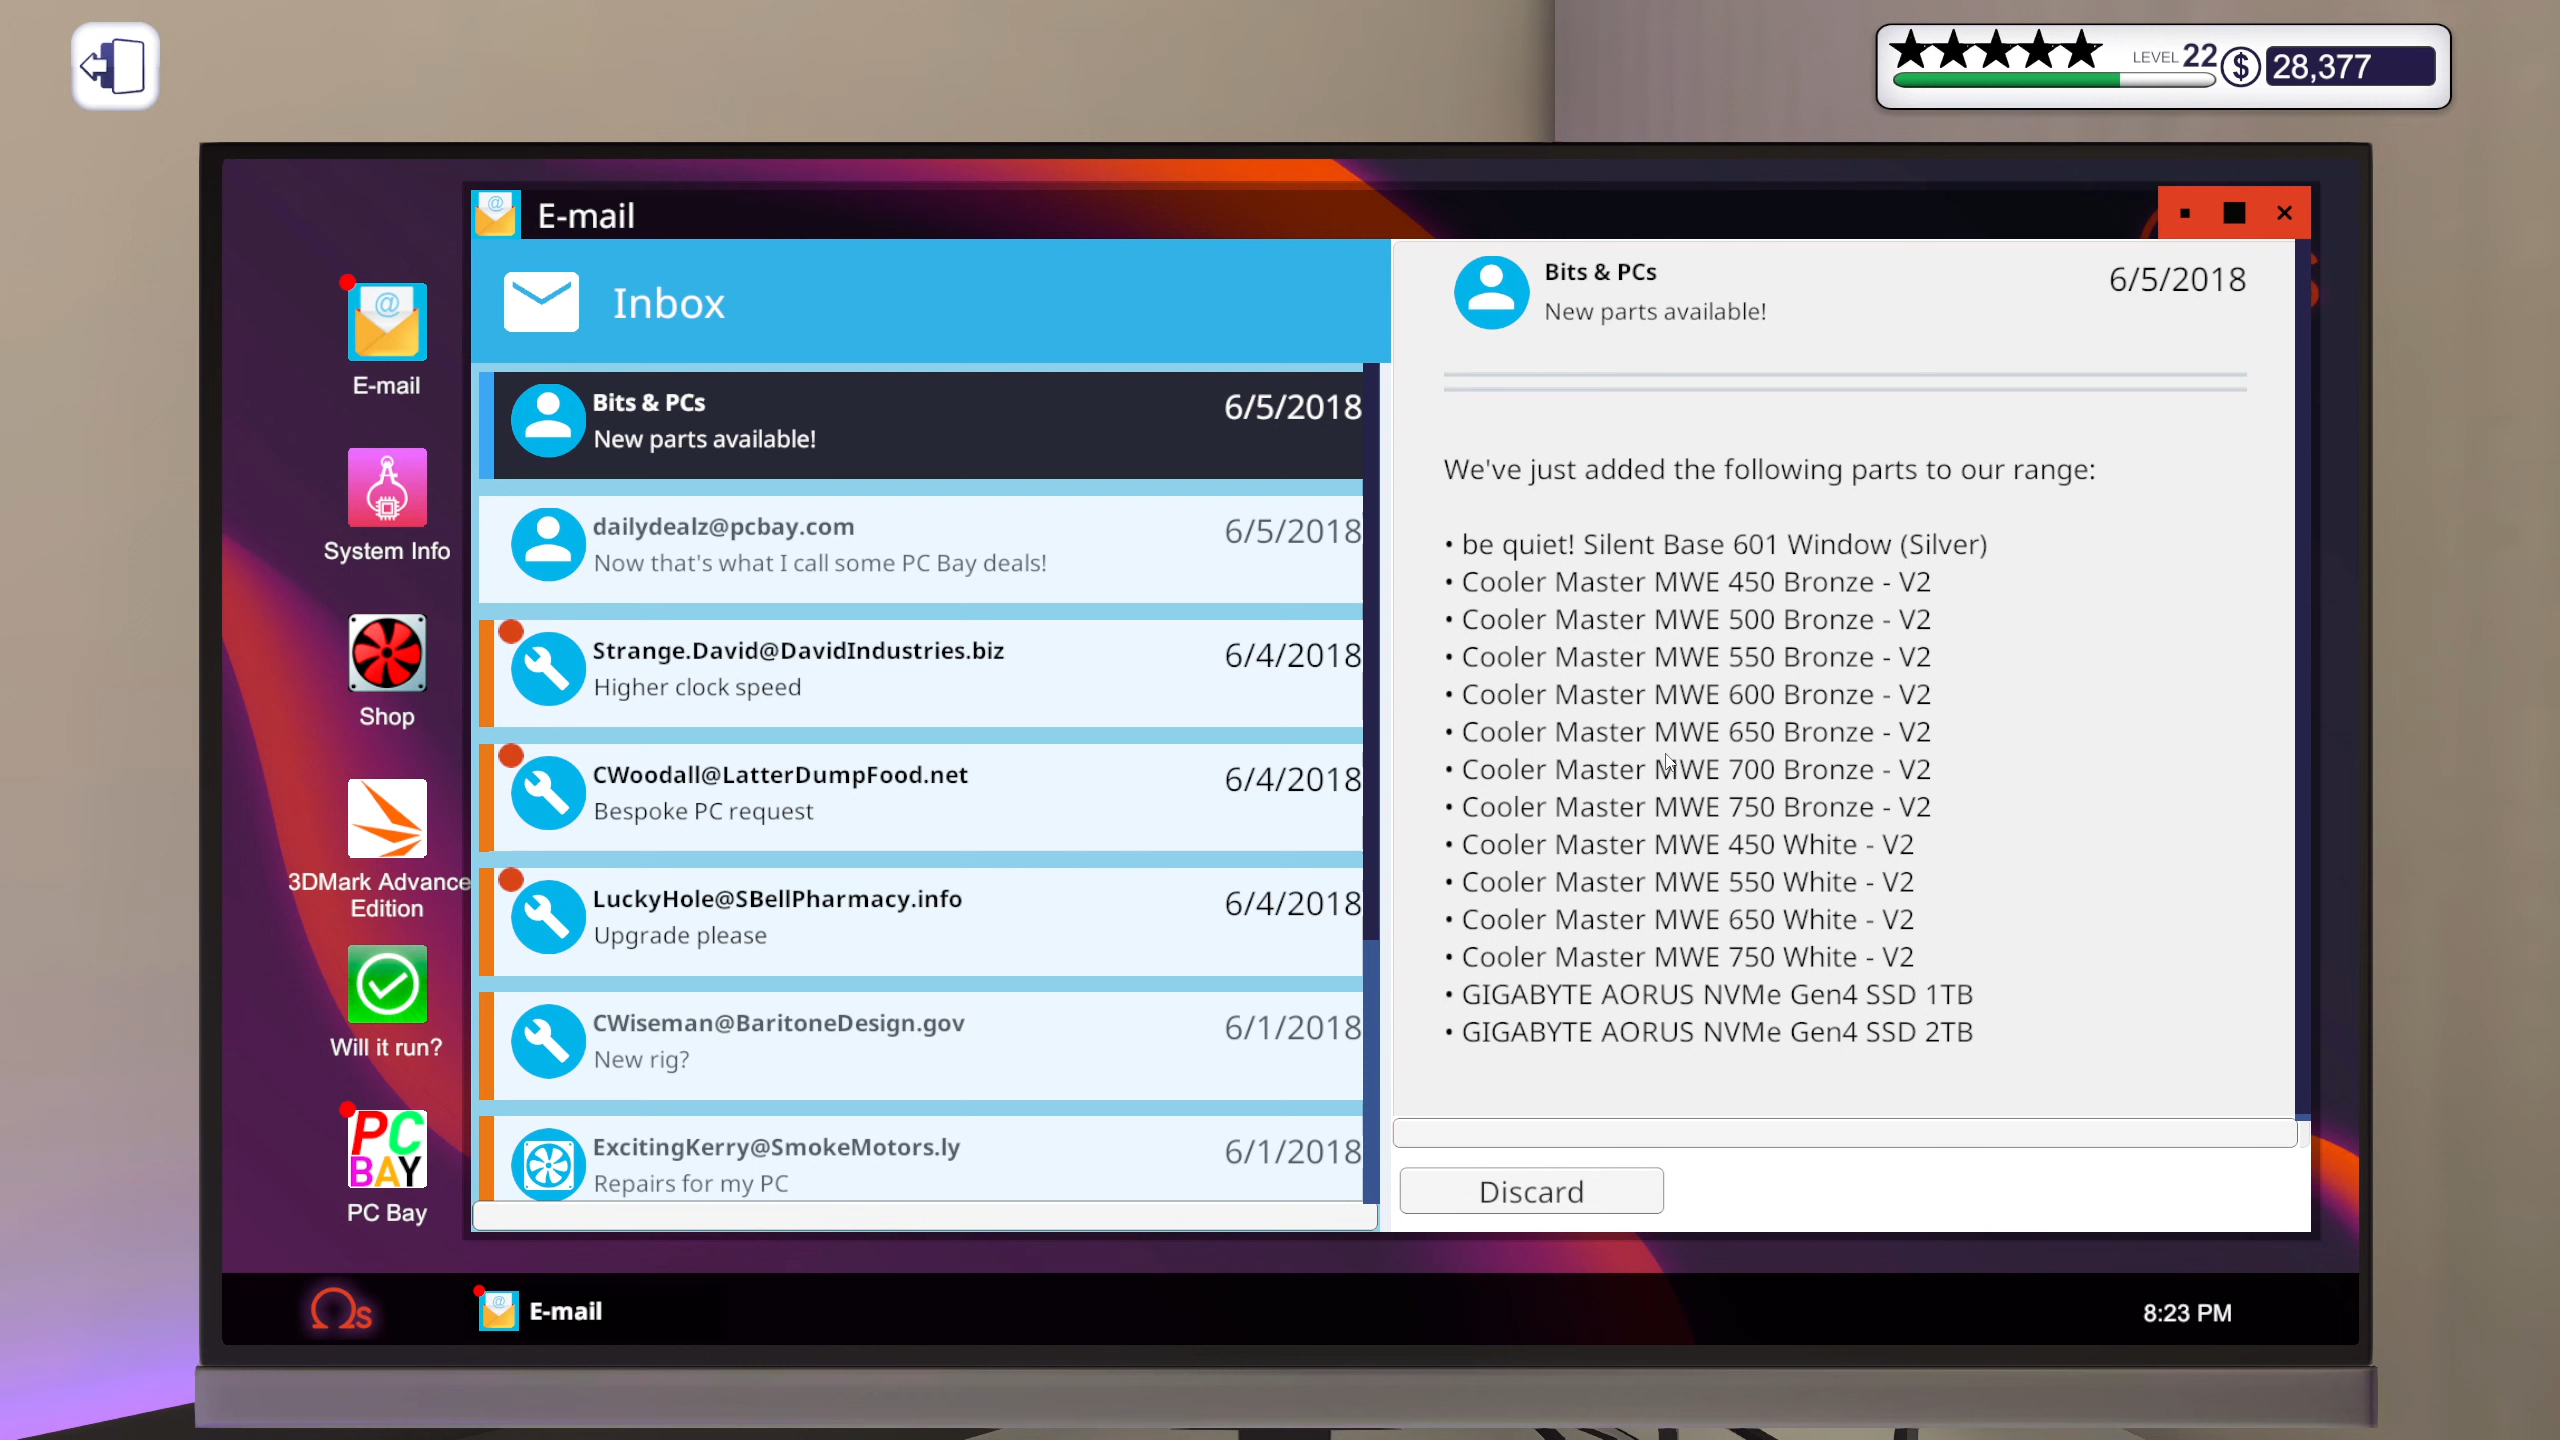 LEVEL 22
$ 28,377
E-mail
Inbox
Bits & PCs
6/5/2018
New parts available!
dailydealz@pcbay.com
6/5/2018
Now that's what I call some PC Bay deals!
Strange.David@DavidIndustries.biz
6/4/2018
Higher clock speed
CWoodall@LatterDumpFood.net
6/4/2018
Bespoke PC request
LuckyHole@SBellPharmacy.info
6/4/2018
Upgrade please
CWiseman@BaritoneDesign.gov
6/1/2018
New rig?
ExcitingKerry@SmokeMotors.ly
6/1/2018
Repairs for my PC
Bits & PCs
6/5/2018
New parts available!
We've just added the following parts to our range:
• be quiet! Silent Base 601 Window (Silver)
• Cooler Master MWE 450 Bronze - V2
• Cooler Master MWE 500 Bronze - V2
• Cooler Master MWE 550 Bronze - V2
• Cooler Master MWE 600 Bronze - V2
• Cooler Master MWE 650 Bronze - V2
• Cooler Master MWE 700 Bronze - V2
• Cooler Master MWE 750 Bronze - V2
• Cooler Master MWE 450 White - V2
• Cooler Master MWE 550 White - V2
• Cooler Master MWE 650 White - V2
• Cooler Master MWE 750 White - V2
• GIGABYTE AORUS NVMe Gen4 SSD 1TB
• GIGABYTE AORUS NVMe Gen4 SSD 2TB
Discard
E-mail
System Info
Shop
3DMark Advance
Edition
Will it run?
PC
BAY
PC Bay
Ωs
E-mail
8:23 PM